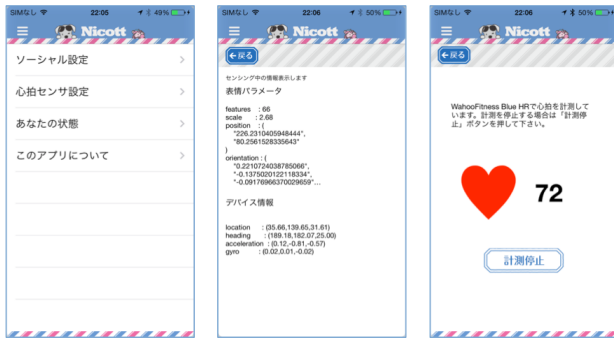 SIMなし 22:05 49%
Nicott
ソーシャル設定
心拍センサ設定
あなたの状態
このアプリについて
SIMなし 22:06 50%
Nicott
戻る
センシング中の情報表示します
表情パラメータ
features : 66
scale : 2.68
position : (
"226.2310405948444",
"80.2561528335643"
)
orientation : (
"0.2210724038785066",
"-0.1375020122118334",
"-0.09176966370029659"...
デバイス情報
location : (35.66,139.65,31.61)
heading : (189.18,182.07,25.00)
acceleration : (0.12,-0.81,-0.57)
gyro : (0.02,0.01,-0.02)
SIMなし 22:06 50%
Nicott
戻る
WahooFitness Blue HRで心拍を計測して
います。計測を停止する場合は「計測停
止」ボタンを押して下さい。
72
計測停止